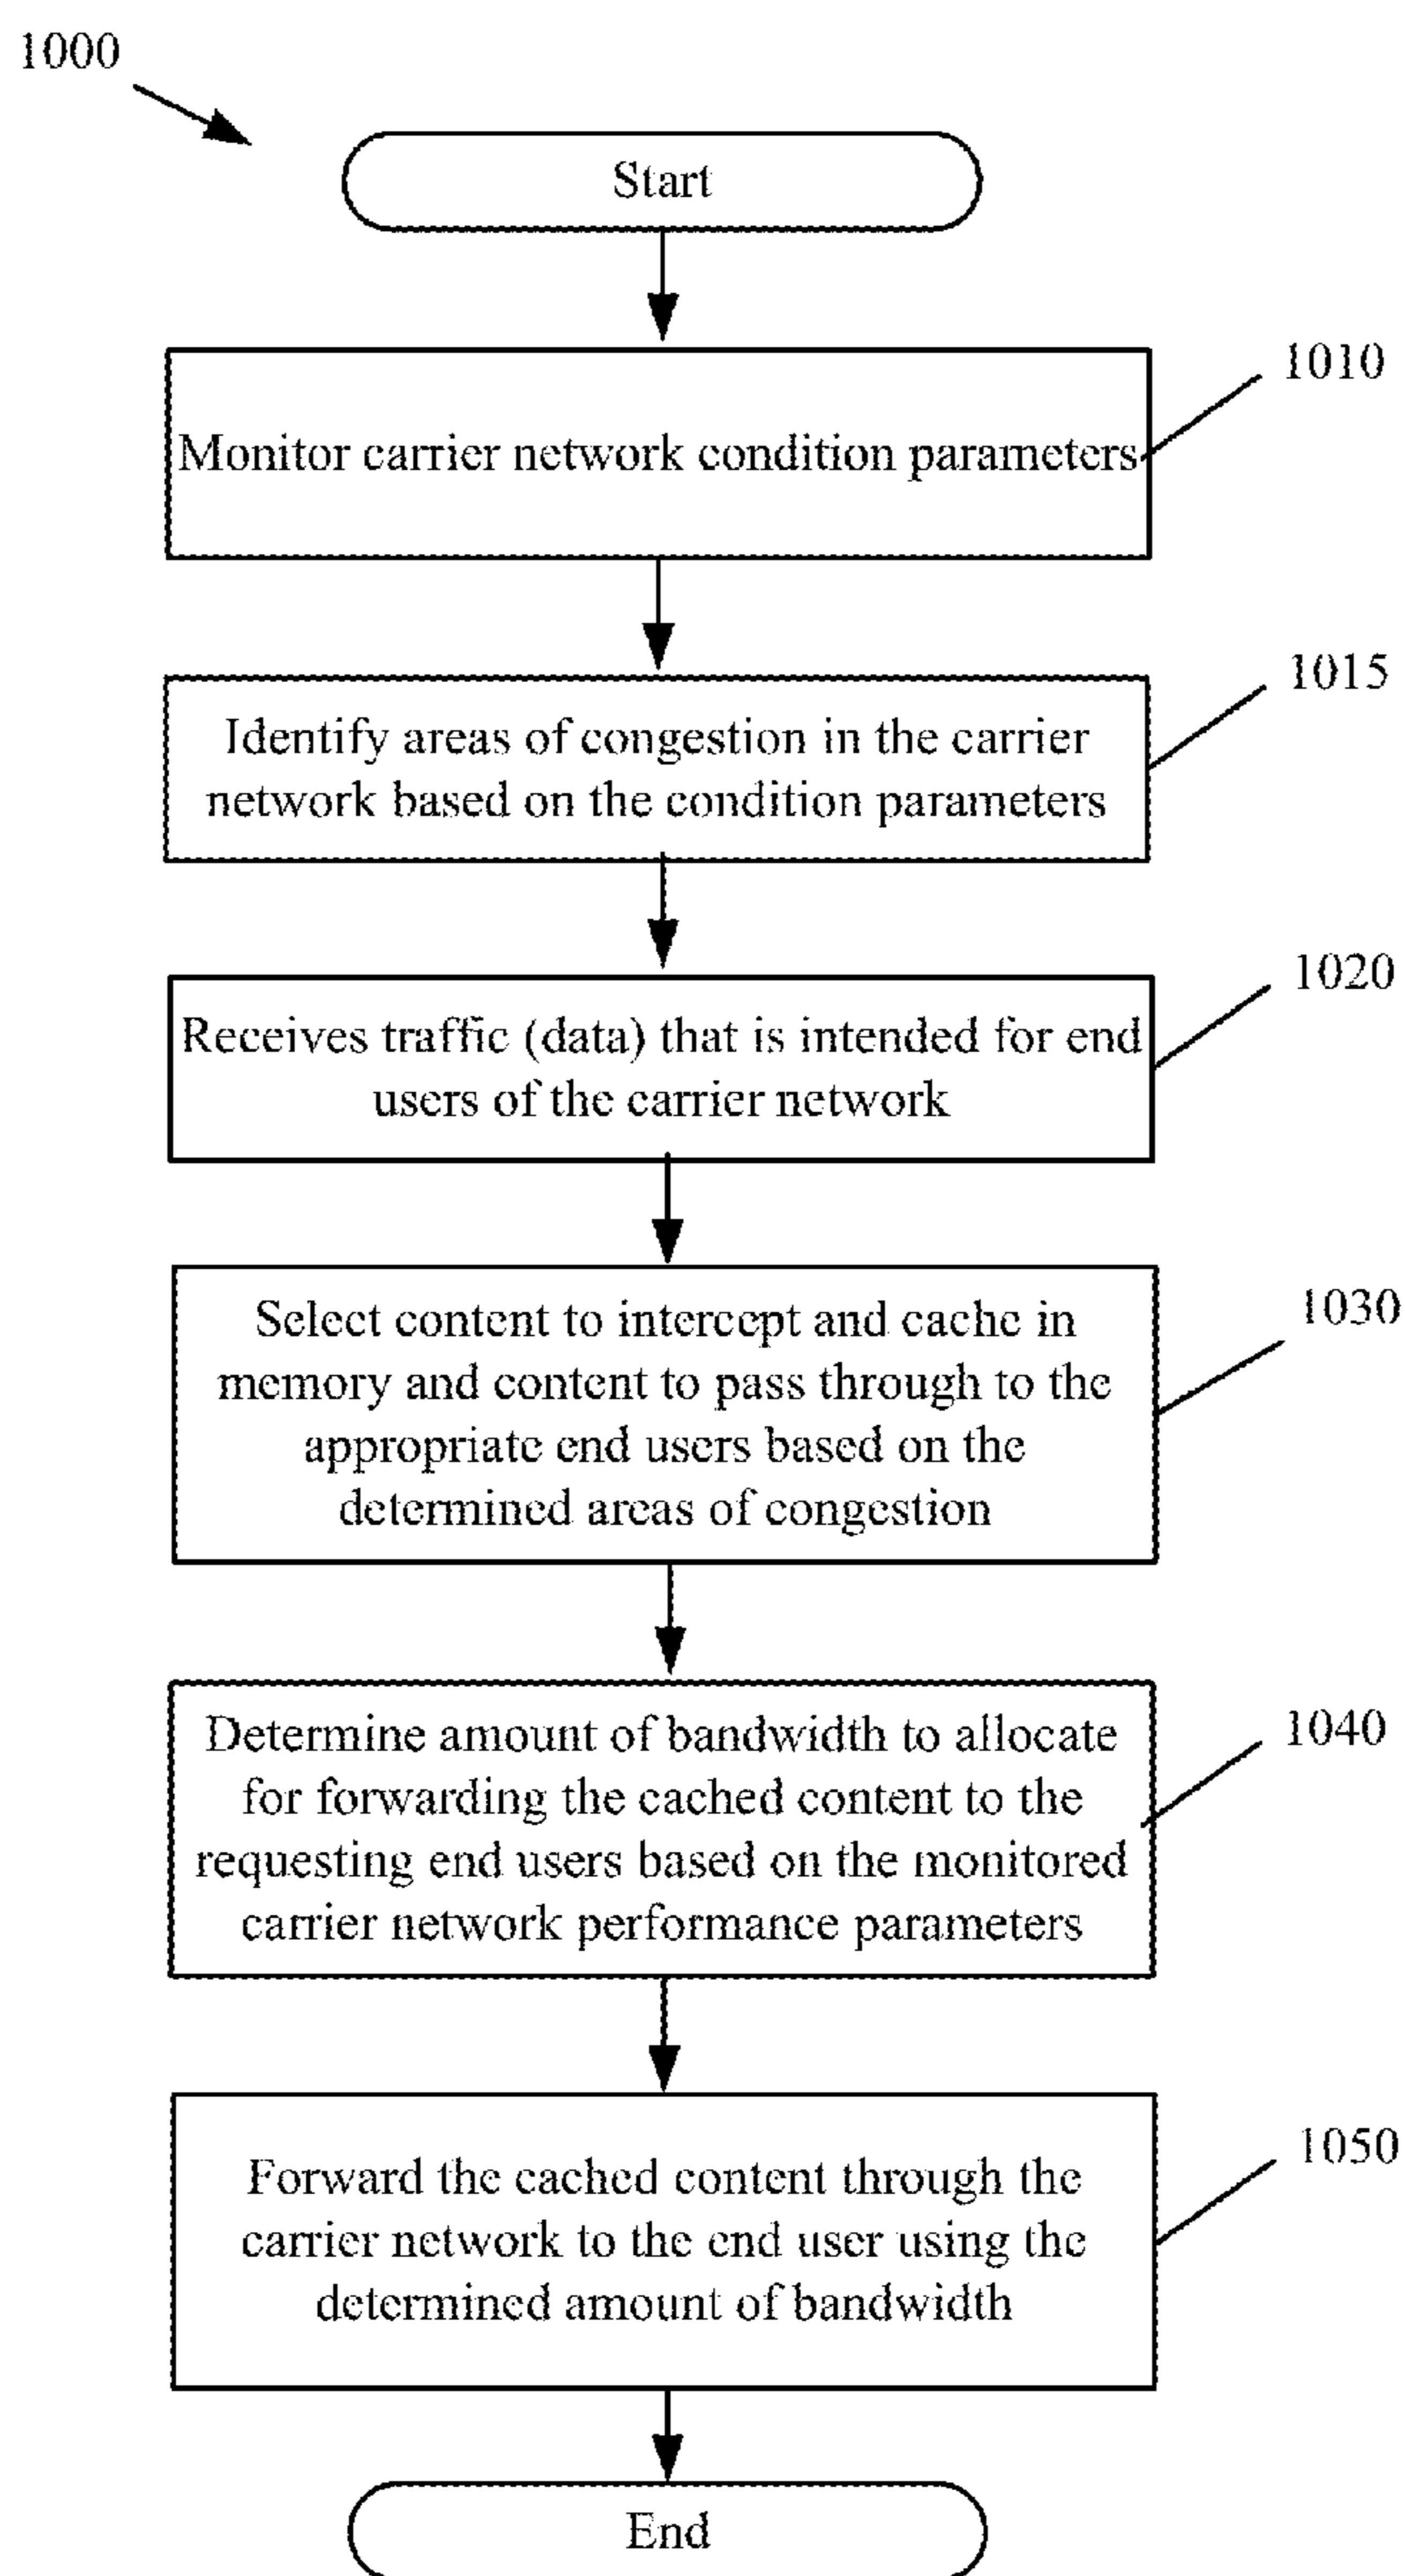 1000
Start
1010
Monitor carrier network condition parameters
1015
Identify areas of congestion in the carrier
network based on the condition parameters
1020
Receives traffic (data) that is intended for end
users of the carrier network
1030
Select content to intercept and cache in
memory and content to pass through to the
appropriate end users based on the
determined areas of congestion
1040
Determine amount of bandwidth to allocate
for forwarding the cached content to the
requesting end users based on the monitored
carrier network performance parameters
1050
Forward the cached content through the
carrier network to the end user using the
determined amount of bandwidth
End